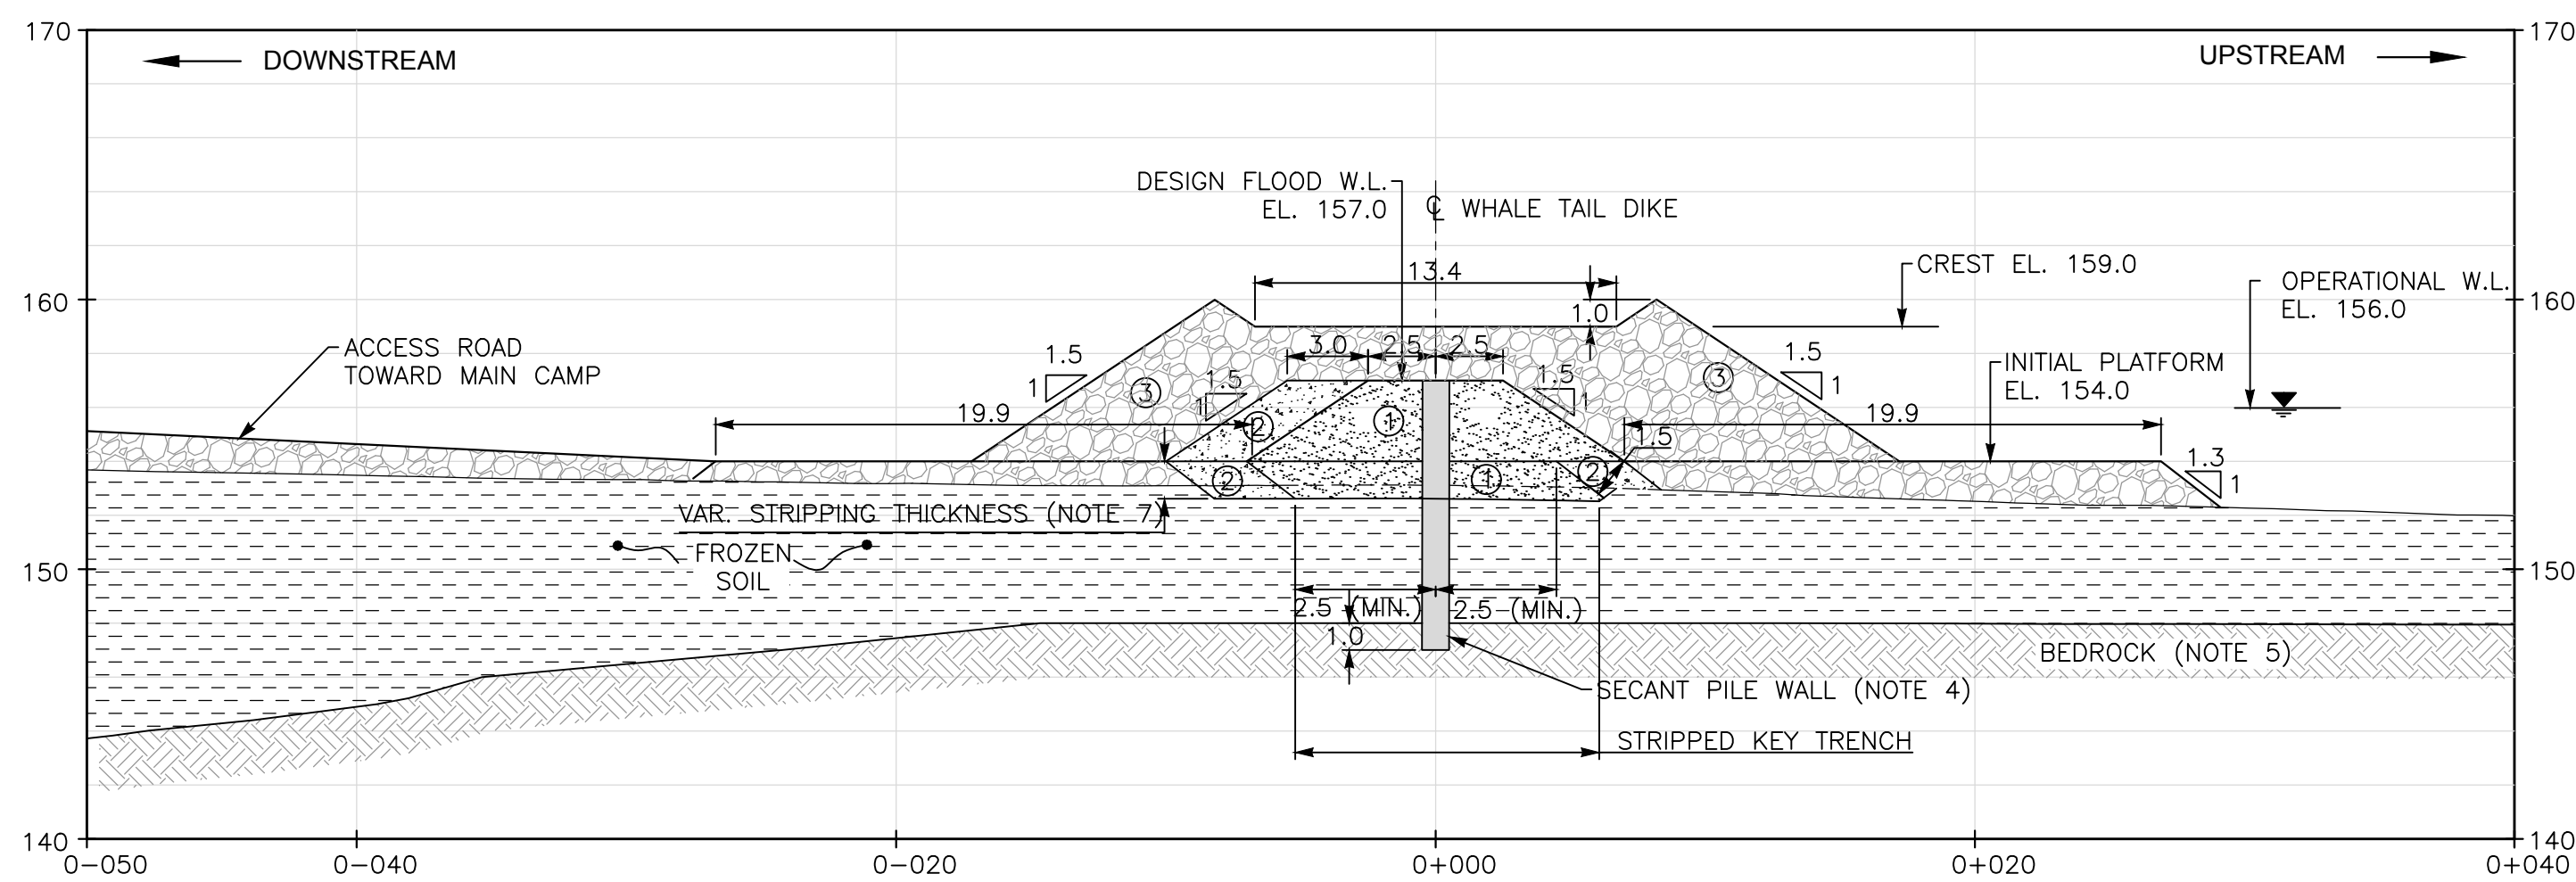 170
170
DOWNSTREAM
UPSTREAM
DESIGN FLOOD W.L.
EL. 157.0
℄ WHALE TAIL DIKE
13.4
CREST EL. 159.0
OPERATIONAL W.L.
EL. 156.0
160
160
1.0
ACCESS ROAD
TOWARD MAIN CAMP
3.0
2.5
2.5
1.5
1
1.5
1
1.5
1
1.5
1
INITIAL PLATFORM
EL. 154.0
3
3
19.9
19.9
2
1
1.5
2
1
2
1.3
1
VAR. STRIPPING THICKNESS (NOTE 7)
FROZEN
SOIL
150
150
2.5 (MIN.)
2.5 (MIN.)
1.0
BEDROCK (NOTE 5)
SECANT PILE WALL (NOTE 4)
STRIPPED KEY TRENCH
140
140
0-050
0-040
0-020
0+000
0+020
0+040